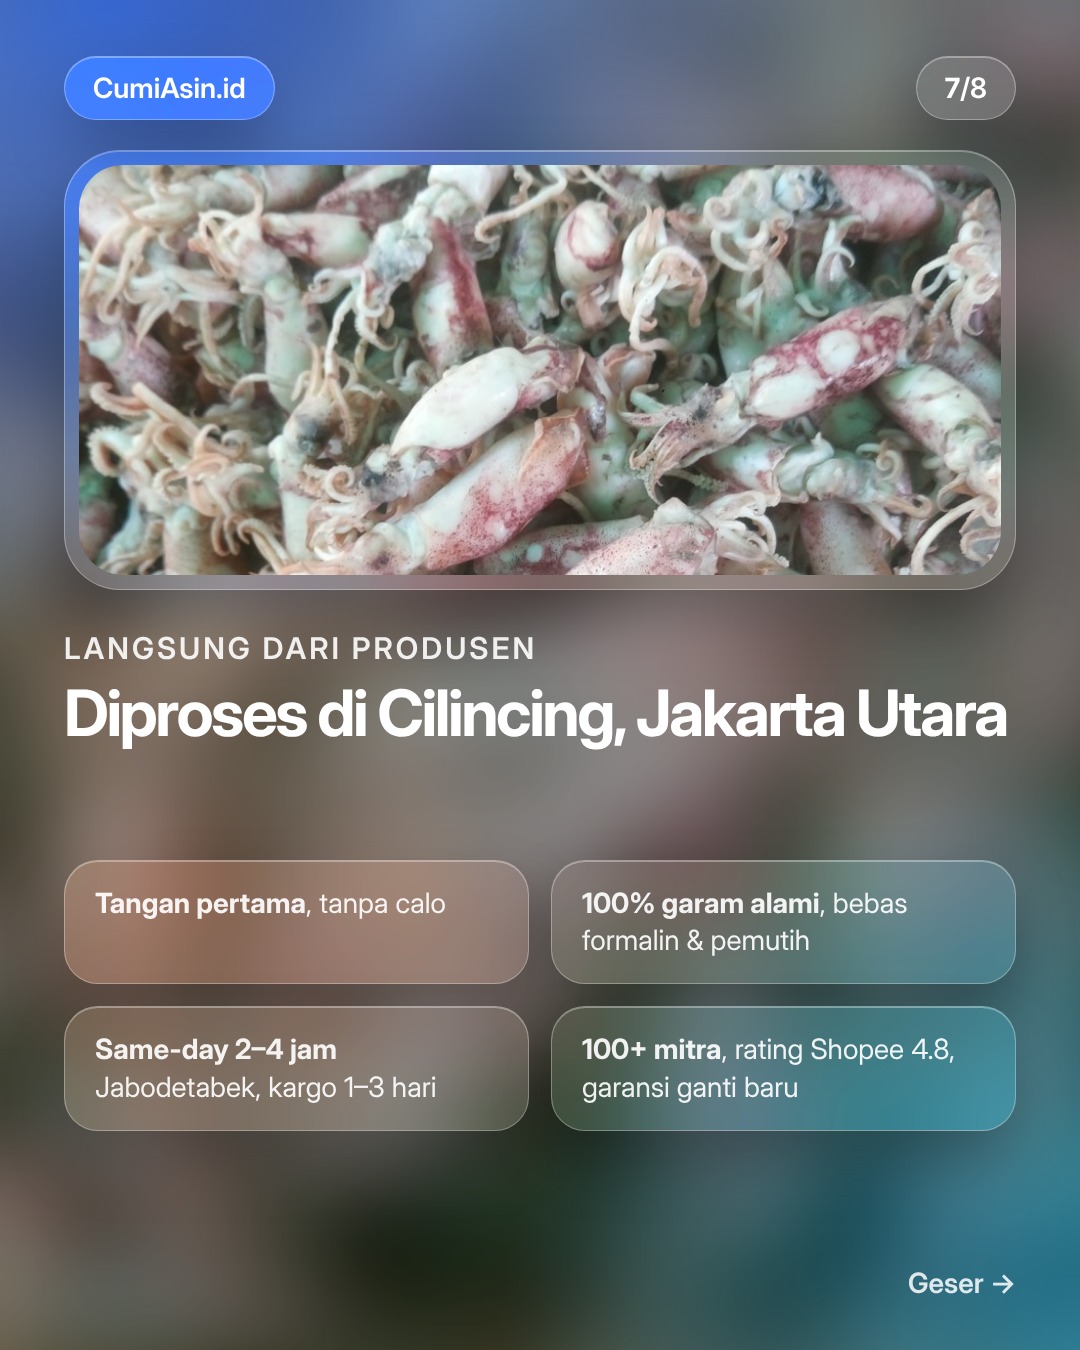 CumiAsin.id
7/8
LANGSUNG DARI PRODUSEN
Diproses di Cilincing, Jakarta Utara
Tangan pertama, tanpa calo
100% garam alami, bebas
formalin & pemutih
Same-day 2–4 jam
Jabodetabek, kargo 1–3 hari
100+ mitra, rating Shopee 4.8,
garansi ganti baru
Geser →